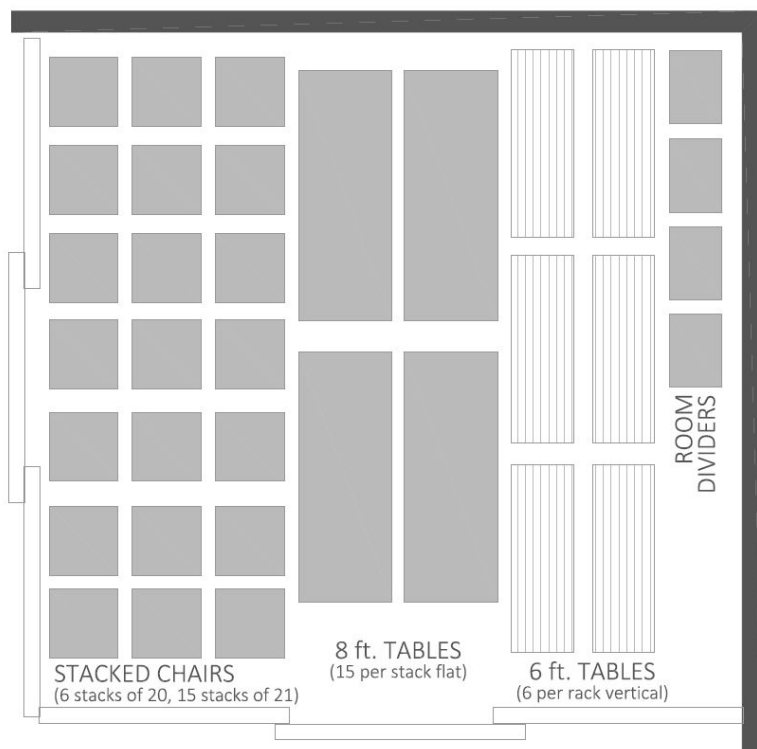 ROOM
DIVIDERS
STACKED CHAIRS
(6 stacks of 20, 15 stacks of 21)
8 ft. TABLES
(15 per stack flat)
6 ft. TABLES
(6 per rack vertical)